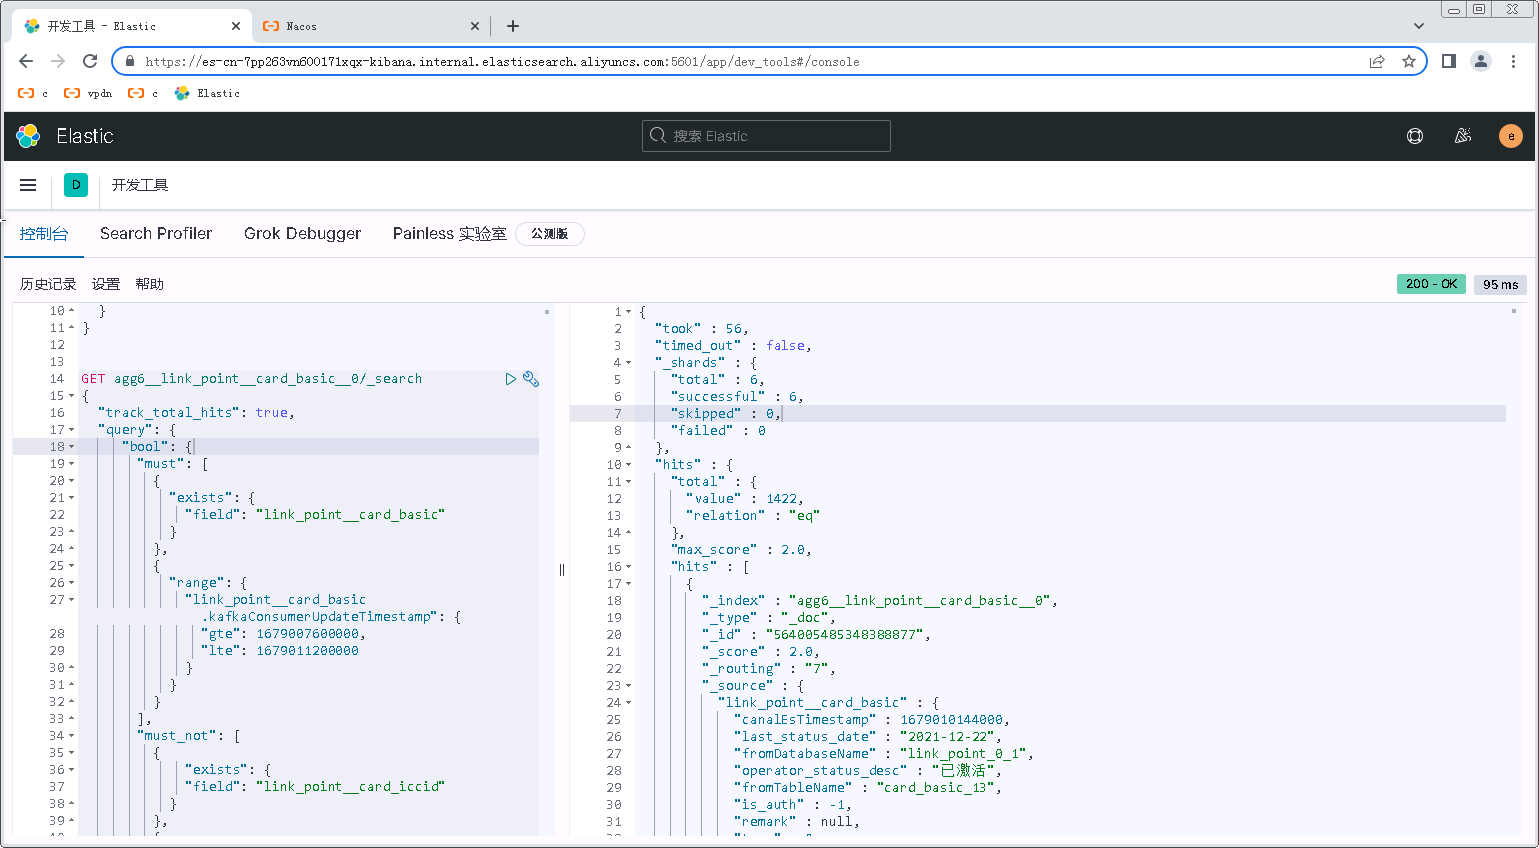 开发工具 - Elastic
Nacos
https://es-cn-7pp263vn600171xqx-kibana.internal.elasticsearch.aliyuncs.com:5601/app/dev_tools#/console
c
vpdn
c
Elastic
Elastic
搜索 Elastic
e
D
开发工具
控制台
Search Profiler
Grok Debugger
Painless 实验室
公测版
历史记录
设置
帮助
200 - OK
95 ms
10 }
11 }
12
13
14 GET agg6__link_point__card_basic__0/_search
15 {
16 "track_total_hits": true,
17 "query": {
18 "bool": {
19 "must": [
20 {
21 "exists": {
22 "field": "link_point__card_basic"
23 }
24 },
25 {
26 "range": {
27 "link_point__card_basic
.kafkaConsumerUpdateTimestamp": {
28 "gte": 1679007600000,
29 "lte": 1679011200000
30 }
31 }
32 }
33 ],
34 "must_not": [
35 {
36 "exists": {
37 "field": "link_point__card_iccid"
38 }
39 },
1 {
2 "took" : 56,
3 "timed_out" : false,
4 "_shards" : {
5 "total" : 6,
6 "successful" : 6,
7 "skipped" : 0,
8 "failed" : 0
9 },
10 "hits" : {
11 "total" : {
12 "value" : 1422,
13 "relation" : "eq"
14 },
15 "max_score" : 2.0,
16 "hits" : [
17 {
18 "_index" : "agg6__link_point__card_basic__0",
19 "_type" : "_doc",
20 "_id" : "564005485348388877",
21 "_score" : 2.0,
22 "_routing" : "7",
23 "_source" : {
24 "link_point__card_basic" : {
25 "canalEsTimestamp" : 1679010144000,
26 "last_status_date" : "2021-12-22",
27 "fromDatabaseName" : "link_point_0_1",
28 "operator_status_desc" : "已激活",
29 "fromTableName" : "card_basic_13",
30 "is_auth" : -1,
31 "remark" : null,